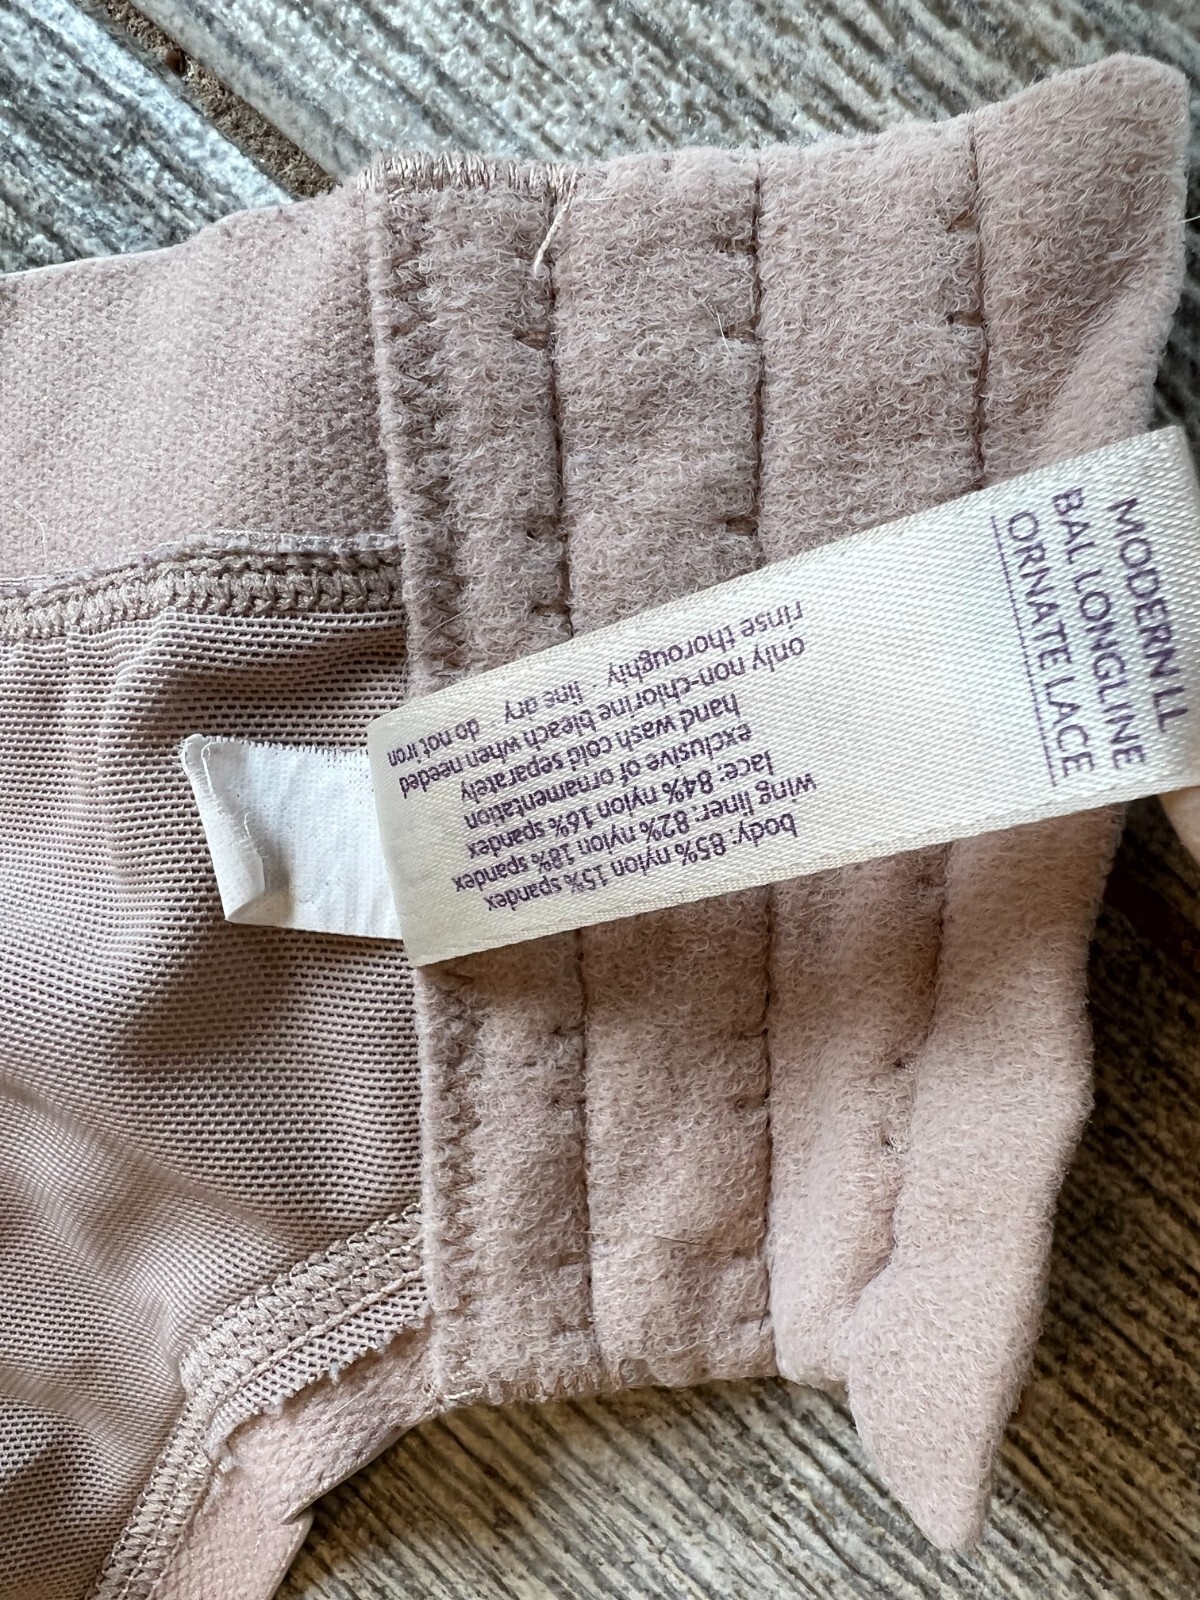 MODERN LL
BAL LONGLINE
ORNATE LACE
body: 85% nylon 15% spandex
wing liner: 82% nylon 18% spandex
lace: 84% nylon 16% spandex
exclusive of ornamentation
hand wash cold separately
only non-chlorine bleach when needed
rinse thoroughly · line dry · do not iron